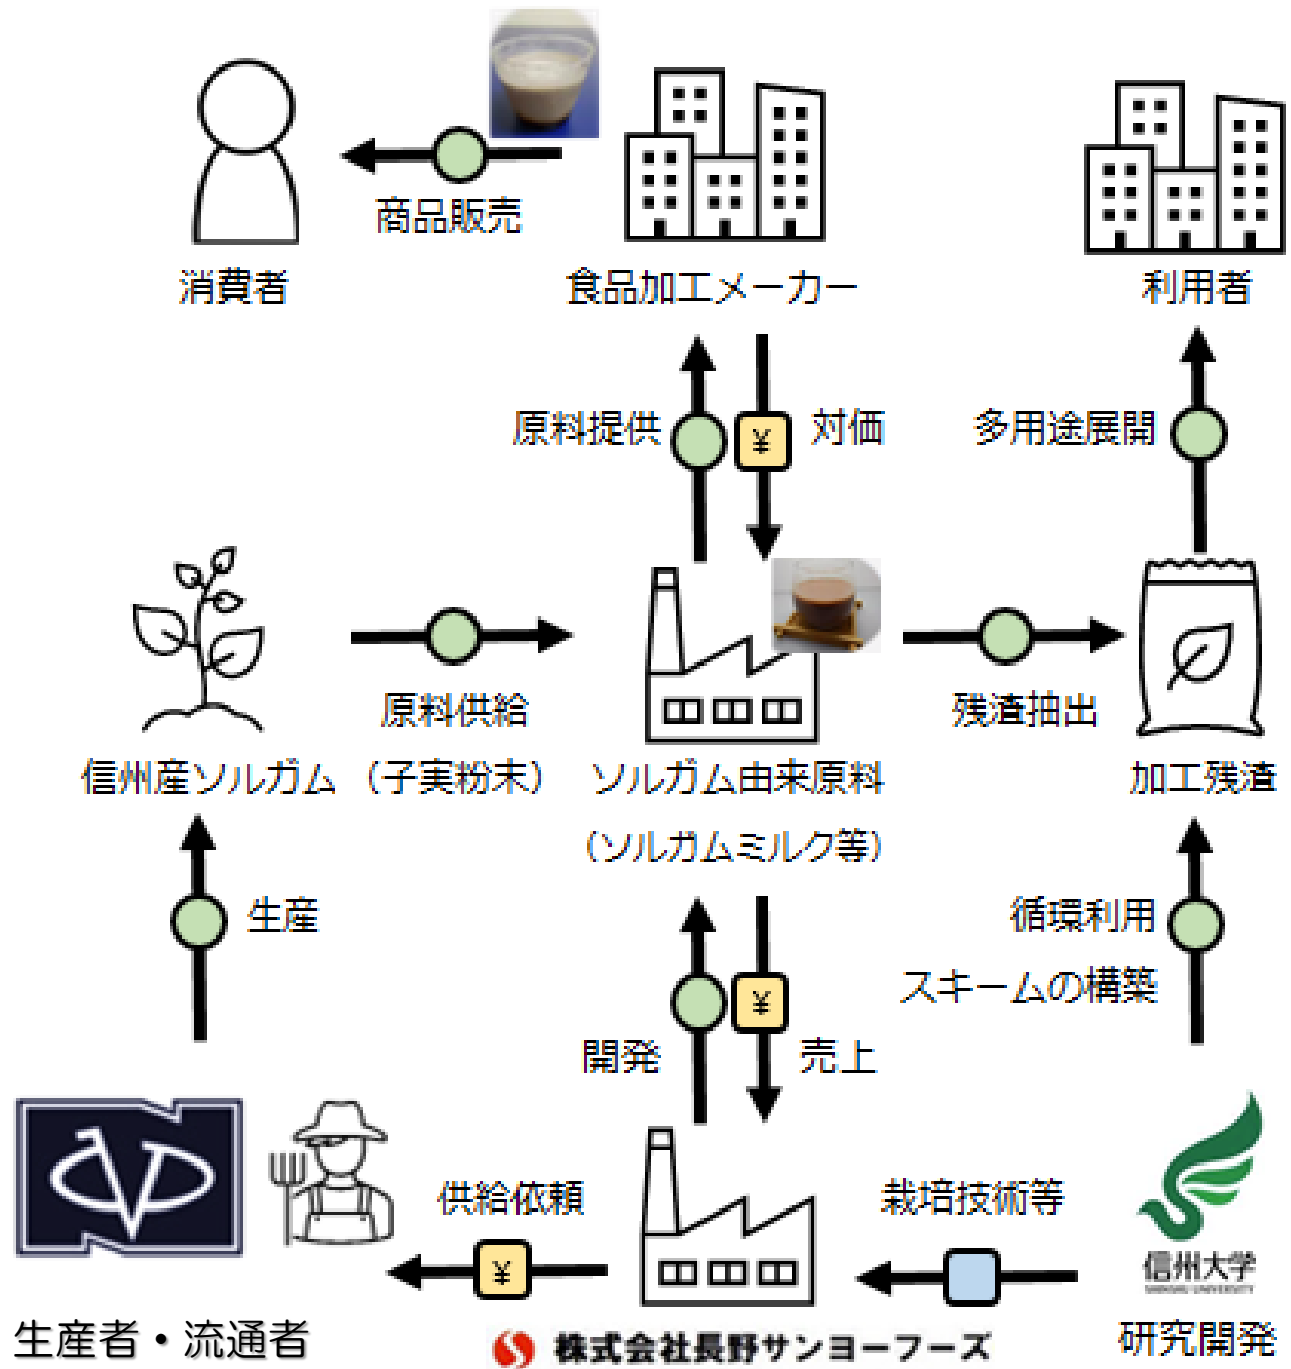 商品販売
消費者
食品加工メーカー
利用者
原料提供
¥
対価
多用途展開
原料供給
残渣抽出
信州産ソルガム
（子実粉末）
ソルガム由来原料
加工残渣
（ソルガムミルク等）
生産
循環利用
スキームの構築
¥
開発
売上
供給依頼
栽培技術等
¥
信州大学
SHINSHU UNIVERSITY
生産者・流通者
株式会社長野サンヨーフーズ
研究開発